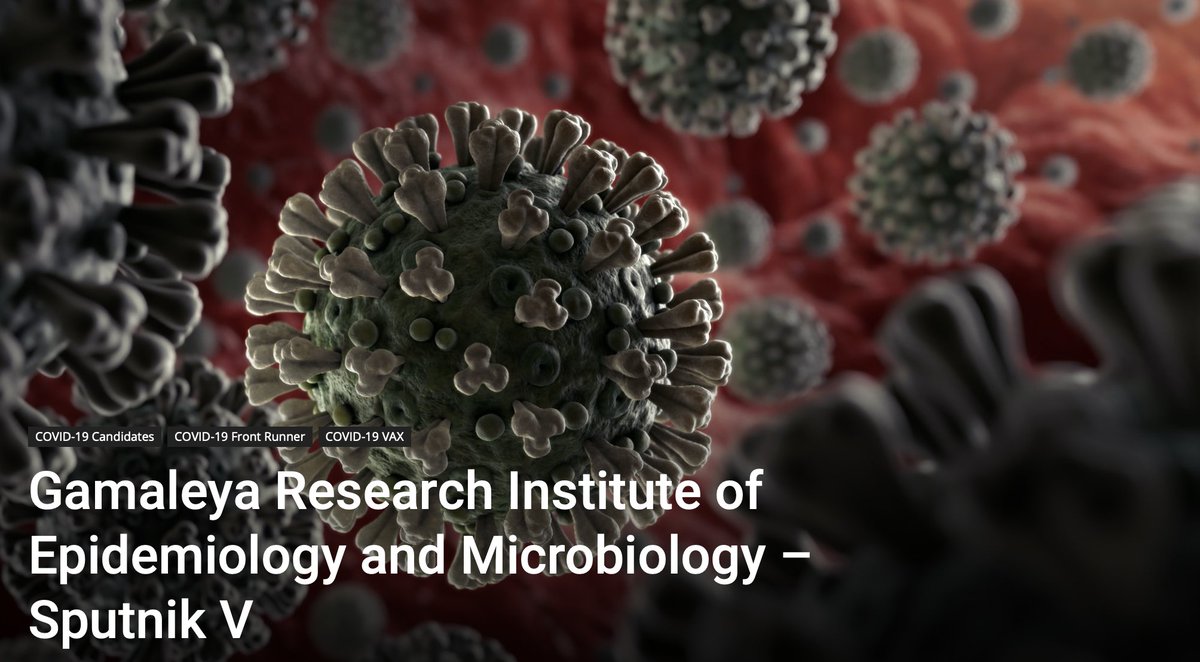 COVID-19 Candidates COVID-19 Front Runner COVID-19 VAX
Gamaleya Research Institute of
Epidemiology and Microbiology –
Sputnik V